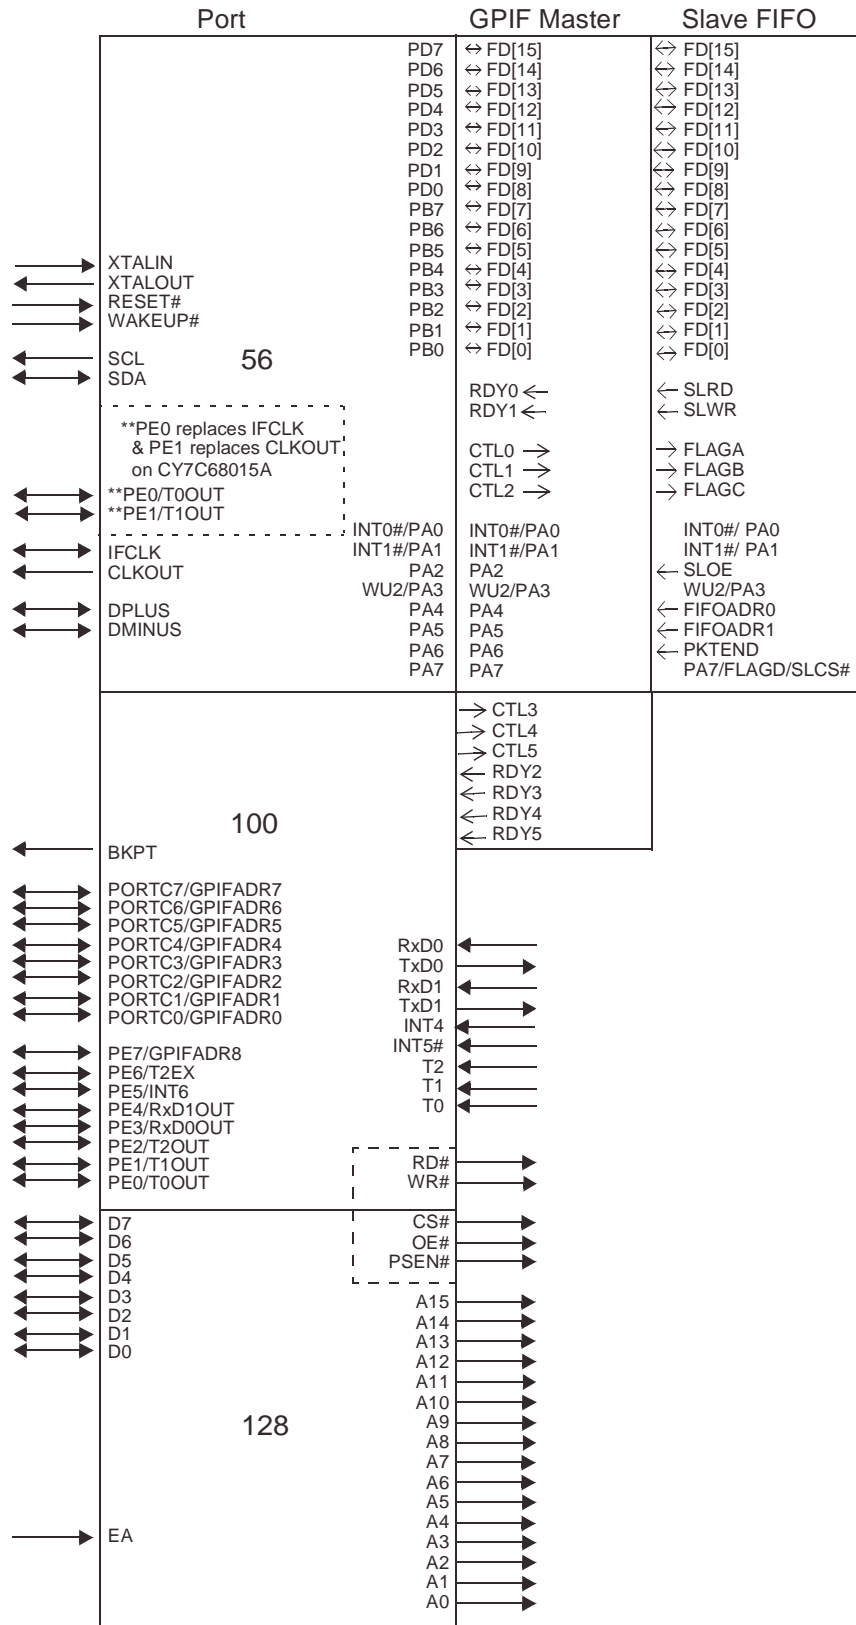 Port GPIF Master Slave FIFO
PD7 FD[15] FD[15]
PD6 FD[14] FD[14]
PD5 FD[13] FD[13]
PD4 FD[12] FD[12]
PD3 FD[11] FD[11]
PD2 FD[10] FD[10]
PD1 FD[9] FD[9]
PD0 FD[8] FD[8]
PB7 FD[7] FD[7]
PB6 FD[6] FD[6]
PB5 FD[5] FD[5]
XTALIN PB4 FD[4] FD[4]
XTALOUT PB3 FD[3] FD[3]
RESET# PB2 FD[2] FD[2]
WAKEUP# PB1 FD[1] FD[1]
PB0 FD[0] FD[0]
SCL 56
SDA
RDY0 SLRD
RDY1 SLWR
**PE0 replaces IFCLK
& PE1 replaces CLKOUT CTL0 FLAGA
on CY7C68015A CTL1 FLAGB
**PE0/T0OUT CTL2 FLAGC
**PE1/T1OUT
INT0#/PA0 INT0#/PA0 INT0#/ PA0
IFCLK INT1#/PA1 INT1#/PA1 INT1#/ PA1
CLKOUT PA2 PA2 SLOE
WU2/PA3 WU2/PA3 WU2/PA3
DPLUS PA4 PA4 FIFOADR0
DMINUS PA5 PA5 FIFOADR1
PA6 PA6 PKTEND
PA7 PA7 PA7/FLAGD/SLCS#
CTL3
CTL4
CTL5
RDY2
RDY3
100 RDY4
RDY5
BKPT
PORTC7/GPIFADR7
PORTC6/GPIFADR6
PORTC5/GPIFADR5
PORTC4/GPIFADR4 RxD0
PORTC3/GPIFADR3 TxD0
PORTC2/GPIFADR2 RxD1
PORTC1/GPIFADR1 TxD1
PORTC0/GPIFADR0 INT4
INT5#
PE7/GPIFADR8
PE6/T2EX T2
PE5/INT6 T1
PE4/RxD1OUT T0
PE3/RxD0OUT
PE2/T2OUT
PE1/T1OUT RD#
PE0/T0OUT WR#
D7 CS#
D6 OE#
D5 PSEN#
D4
D3 A15
D2 A14
D1 A13
D0 A12
A11
A10
128 A9
A8
A7
A6
A5
A4
EA A3
A2
A1
A0